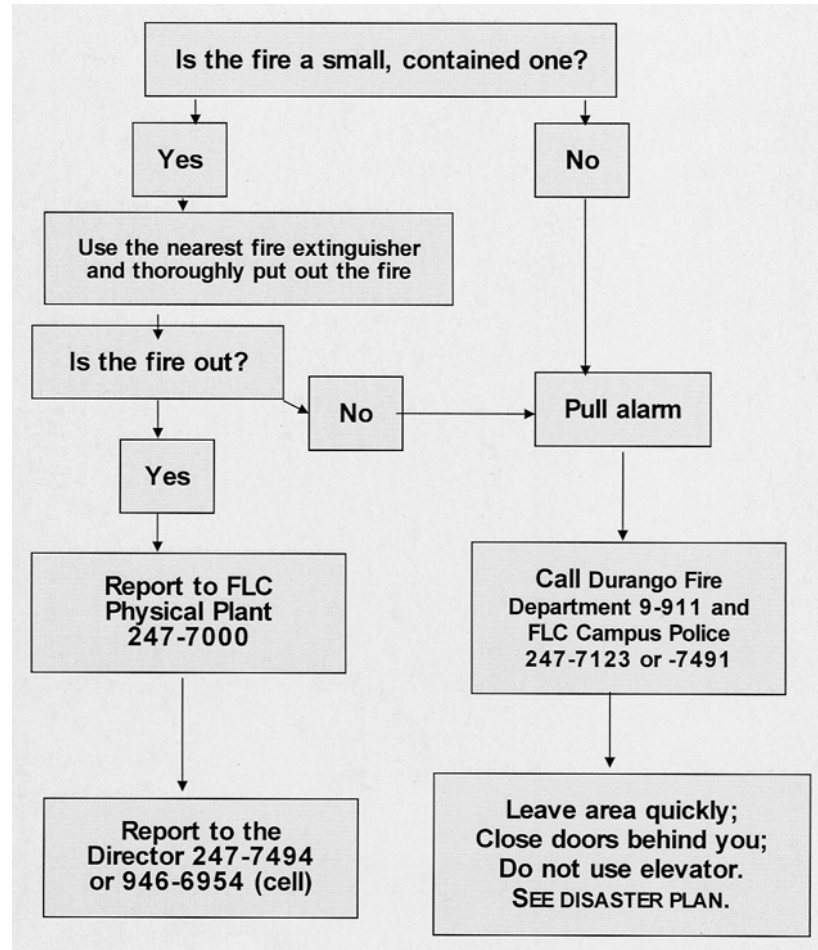 Is the fire a small, contained one?
Yes
No
Use the nearest fire extinguisher
and thoroughly put out the fire
Is the fire out?
No
Pull alarm
Yes
Report to FLC
Physical Plant
247-7000
Call Durango Fire
Department 9-911 and
FLC Campus Police
247-7123 or -7491
Report to the
Director 247-7494
or 946-6954 (cell)
Leave area quickly;
Close doors behind you;
Do not use elevator.
SEE DISASTER PLAN.